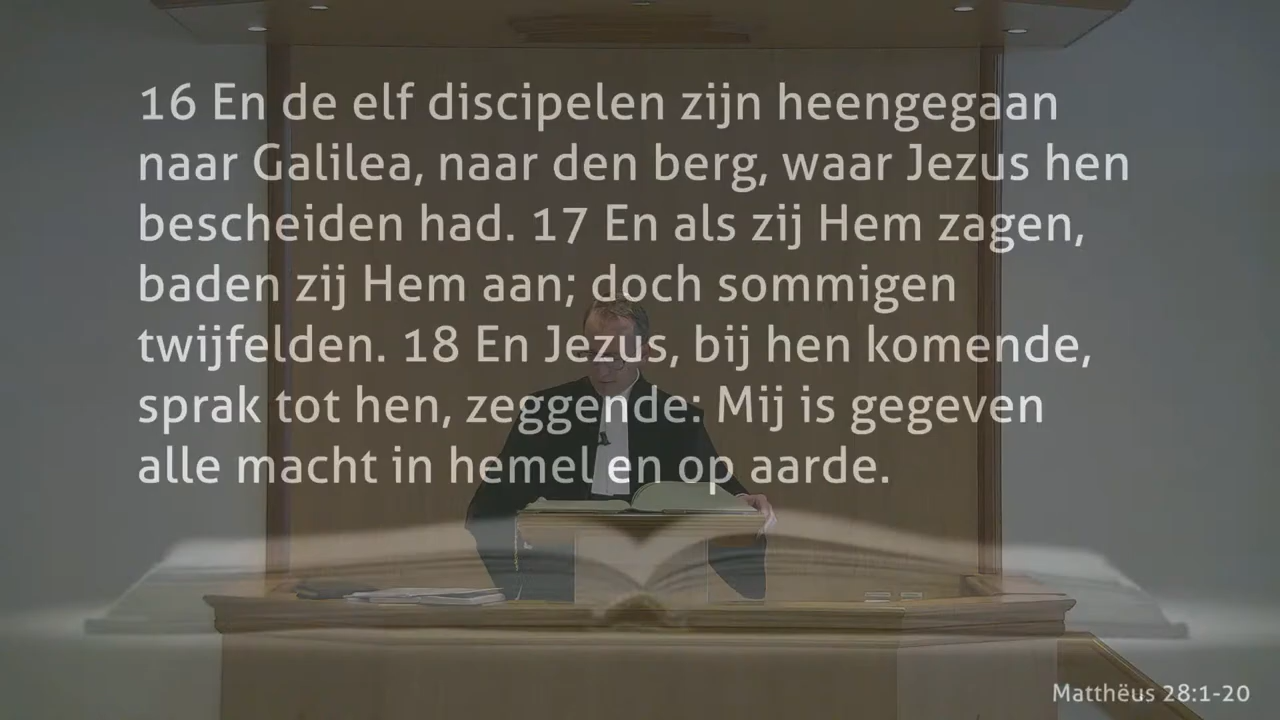 16 En de elf discipelen zijn heengegaan
naar Galilea, naar den berg, waar Jezus hen
bescheiden had. 17 En als zij Hem zagen,
baden zij Hem aan; doch sommigen
twijfelden. 18 En Jezus, bij hen komende,
sprak tot hen, zeggende: Mij is gegeven
alle macht in hemel en op aarde.
Matthëus 28:1-20